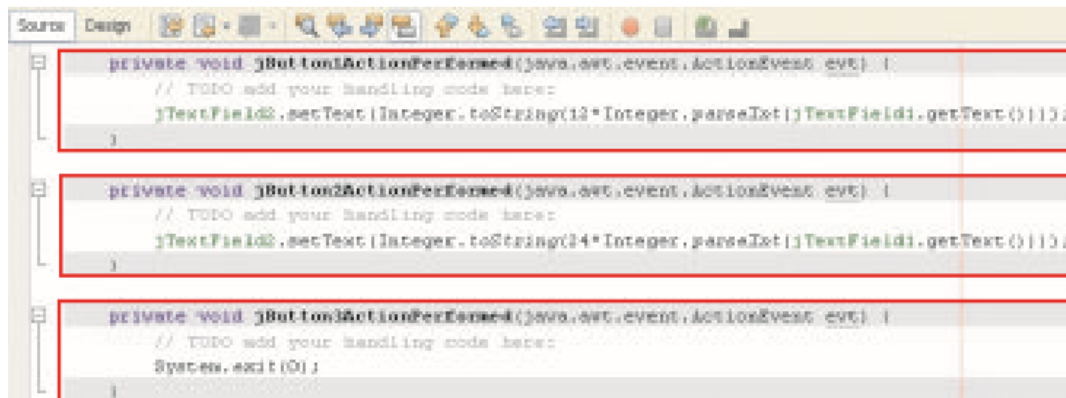 Source Design
private void jButton1ActionPerformed(java.awt.event.ActionEvent evt) {
// TODO add your handling code here:
jTextField2.setText(Integer.toString(12*Integer.parseInt(jTextField1.getText())));
}
private void jButton2ActionPerformed(java.awt.event.ActionEvent evt) {
// TODO add your handling code here:
jTextField2.setText(Integer.toString(24*Integer.parseInt(jTextField1.getText())));
}
private void jButton3ActionPerformed(java.awt.event.ActionEvent evt) {
// TODO add your handling code here:
System.exit(0);
}